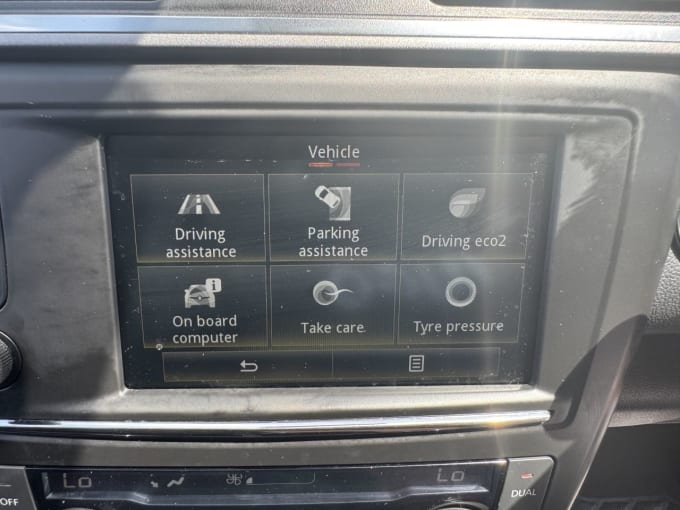 Vehicle
Driving
assistance
Parking
assistance
Driving eco2
On board
computer
Take care
Tyre pressure
Lo
Lo
OFF
DUAL